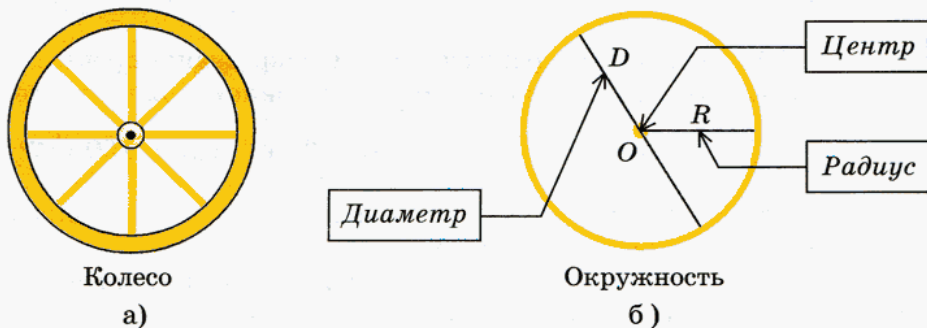 Колесо
а)
D
Центр
R
O
Радиус
Диаметр
Окружность
б )